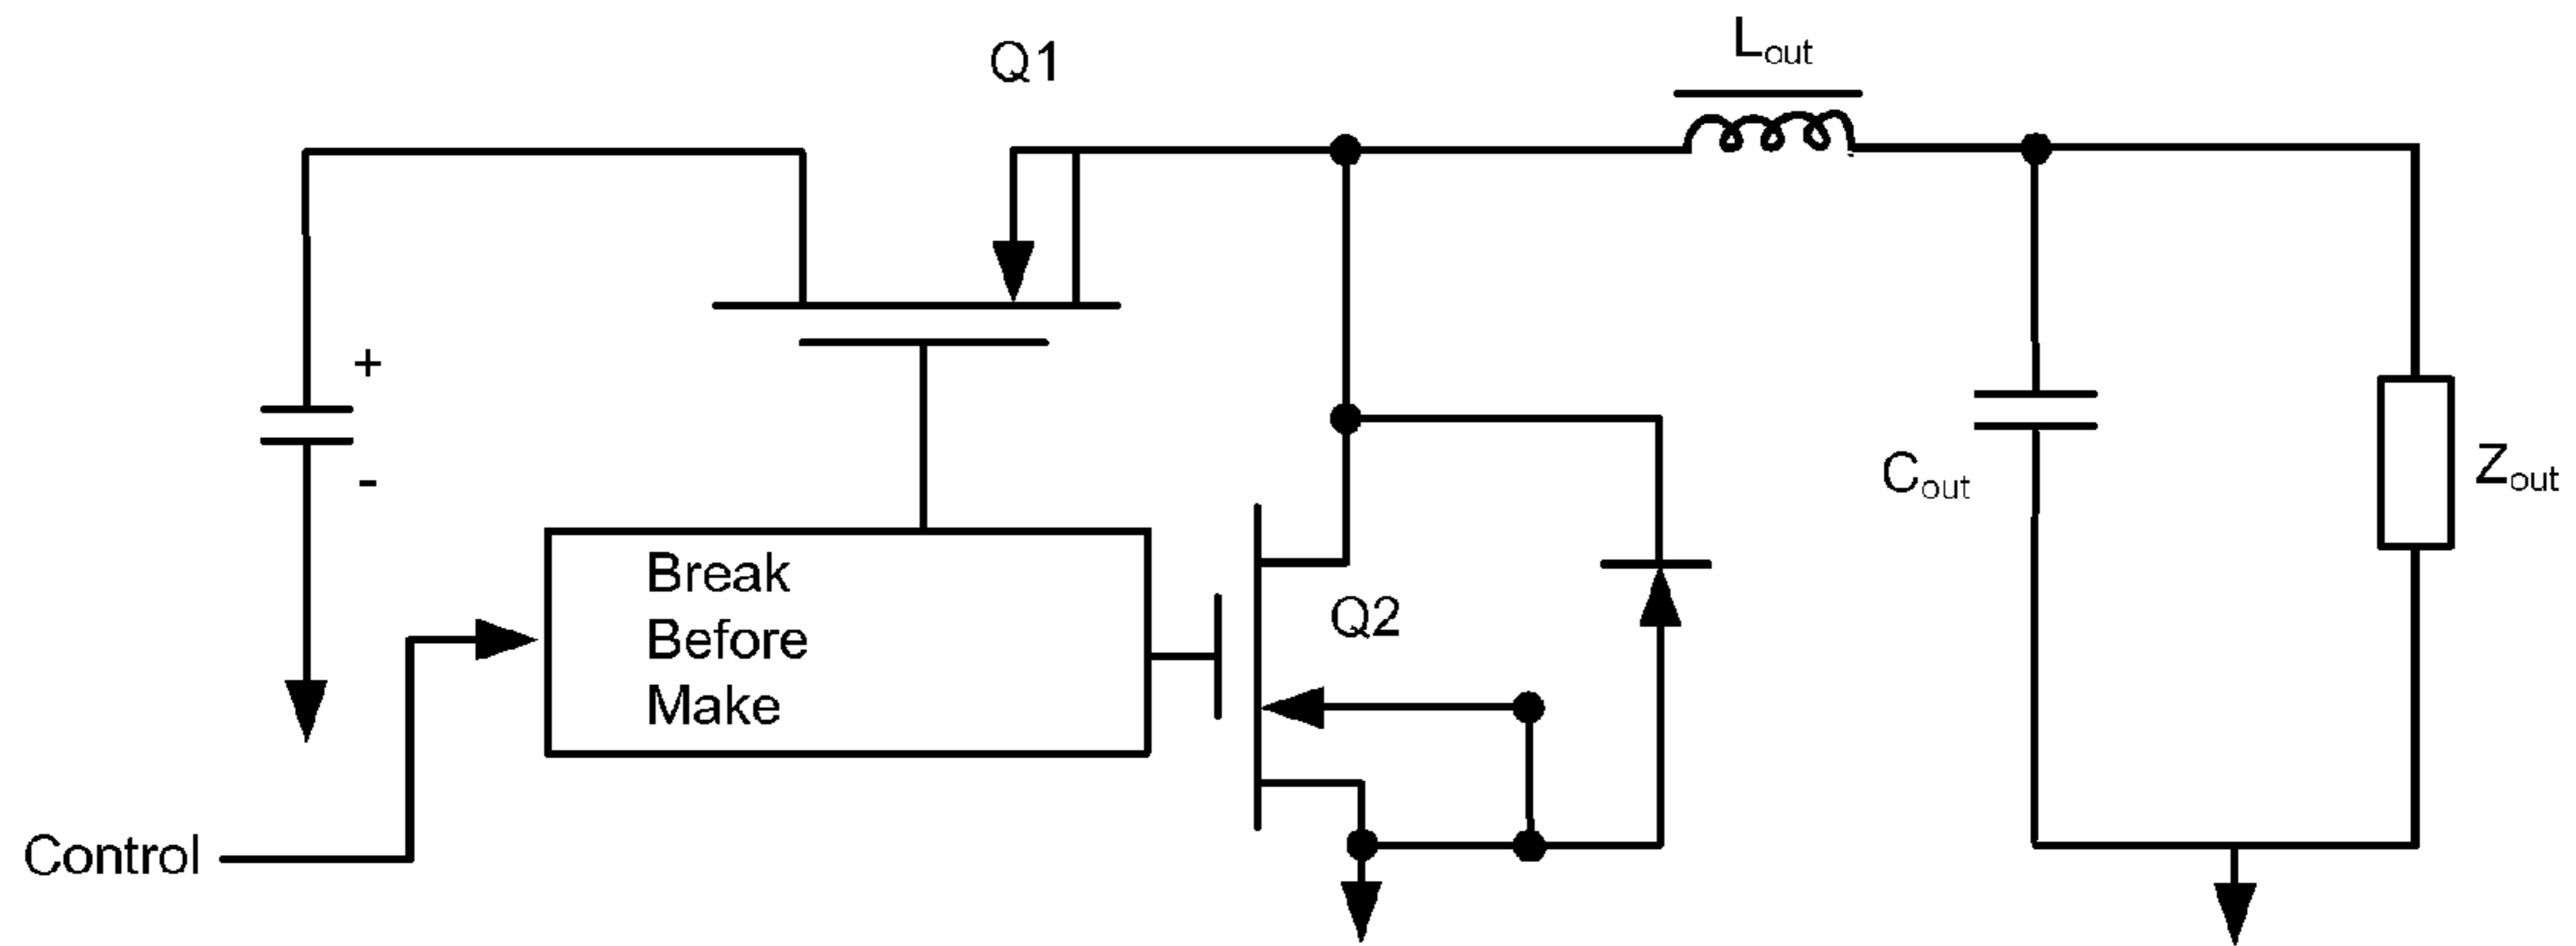 Q1
Lout
+
-
Cout
Zout
Break
Before
Make
Q2
Control